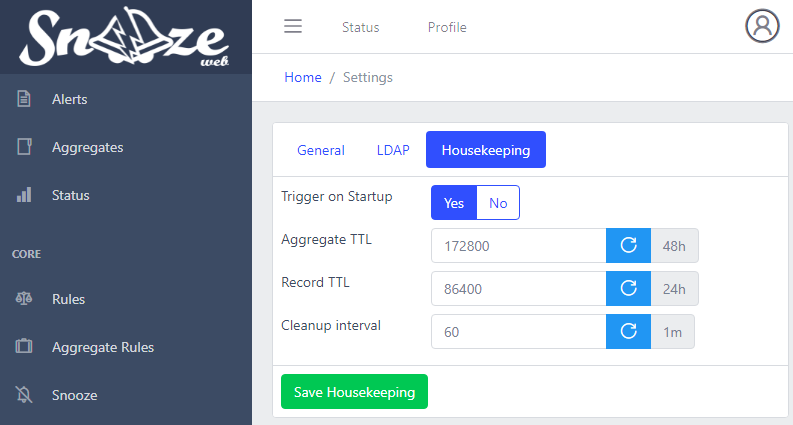 Snooze
web
Alerts
Aggregates
Status
CORE
Rules
Aggregate Rules
Snooze
Status Profile
Home / Settings
General LDAP Housekeeping
Trigger on Startup Yes No
Aggregate TTL 172800 48h
Record TTL 86400 24h
Cleanup interval 60 1m
Save Housekeeping